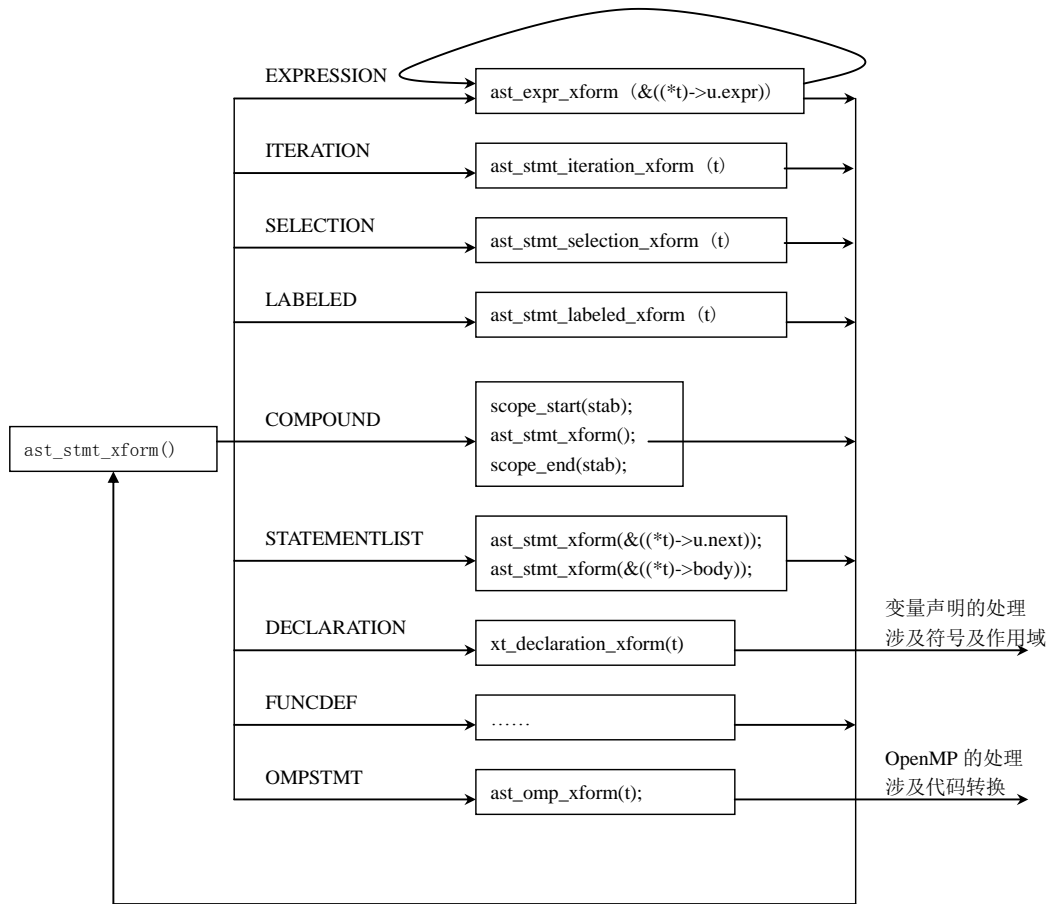 EXPRESSION
ast_expr_xform（&((*t)->u.expr)）
ITERATION
ast_stmt_iteration_xform（t）
SELECTION
ast_stmt_selection_xform（t）
LABELED
ast_stmt_labeled_xform（t）
COMPOUND
scope_start(stab);
ast_stmt_xform();
scope_end(stab);
ast_stmt_xform()
STATEMENTLIST
ast_stmt_xform(&((*t)->u.next));
ast_stmt_xform(&((*t)->body));
变量声明的处理
涉及符号及作用域
DECLARATION
xt_declaration_xform(t)
FUNCDEF
……
OpenMP 的处理
涉及代码转换
OMPSTMT
ast_omp_xform(t);